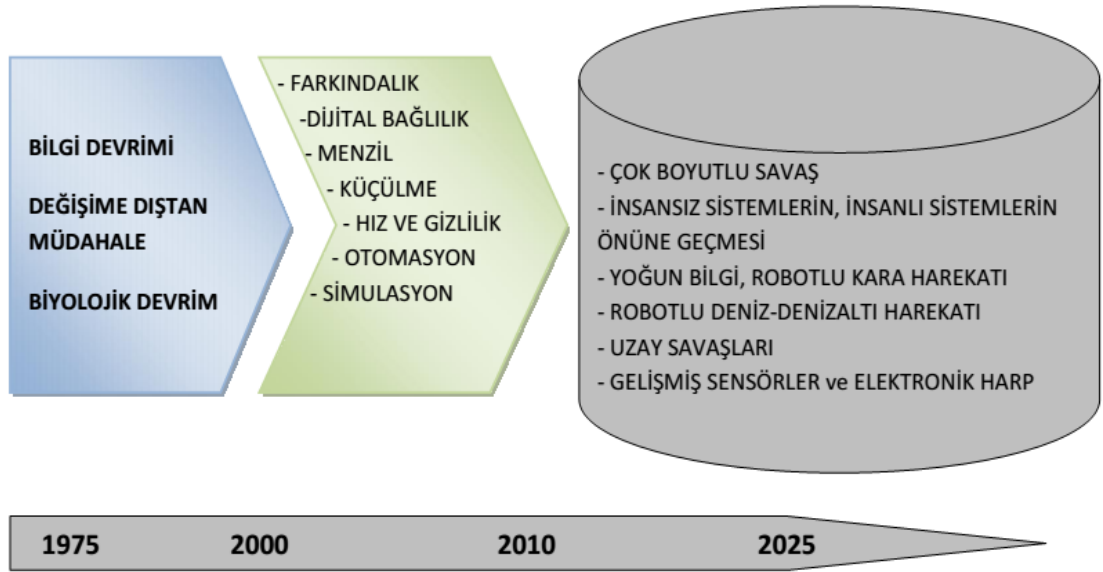 BİLGİ DEVRİMİ
DEĞİŞİME DIŞTAN
MÜDAHALE
BİYOLOJİK DEVRİM
- FARKINDALIK
-DİJİTAL BAĞLILIK
- MENZİL
- KÜÇÜLME
- HIZ VE GİZLİLİK
- OTOMASYON
- SİMULASYON
- ÇOK BOYUTLU SAVAŞ
- İNSANSIZ SİSTEMLERİN, İNSANLI SİSTEMLERİN
ÖNÜNE GEÇMESİ
- YOĞUN BİLGİ, ROBOTLU KARA HAREKATI
- ROBOTLU DENİZ-DENİZALTI HAREKATI
- UZAY SAVAŞLARI
- GELİŞMİŞ SENSÖRLER ve ELEKTRONİK HARP
1975 2000 2010 2025